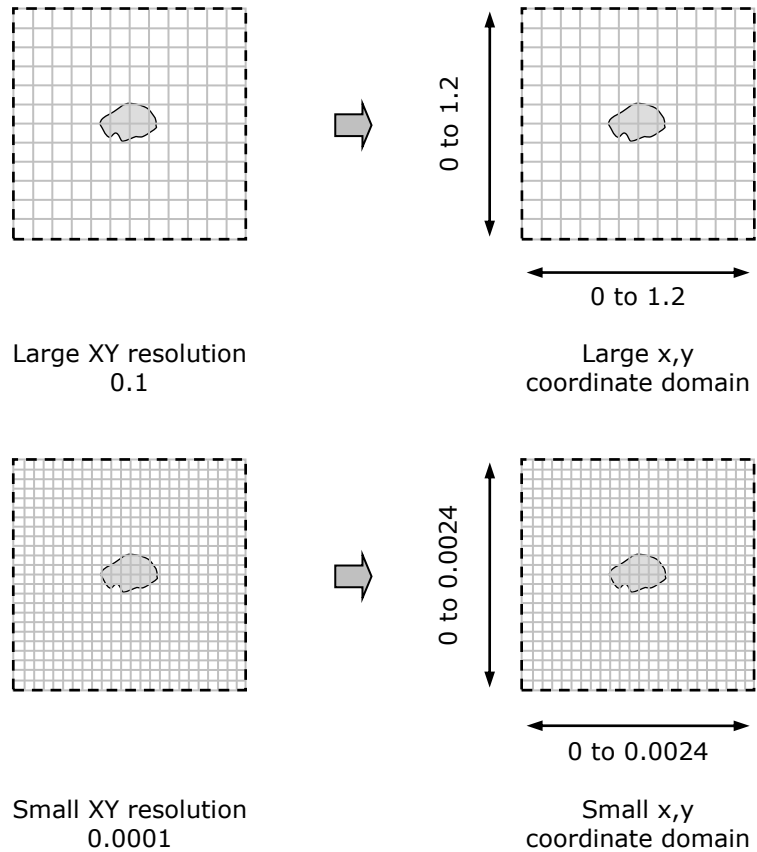 0 to 1.2
0 to 1.2
Large XY resolution
0.1
Large x,y
coordinate domain
0 to 0.0024
0 to 0.0024
Small XY resolution
0.0001
Small x,y
coordinate domain